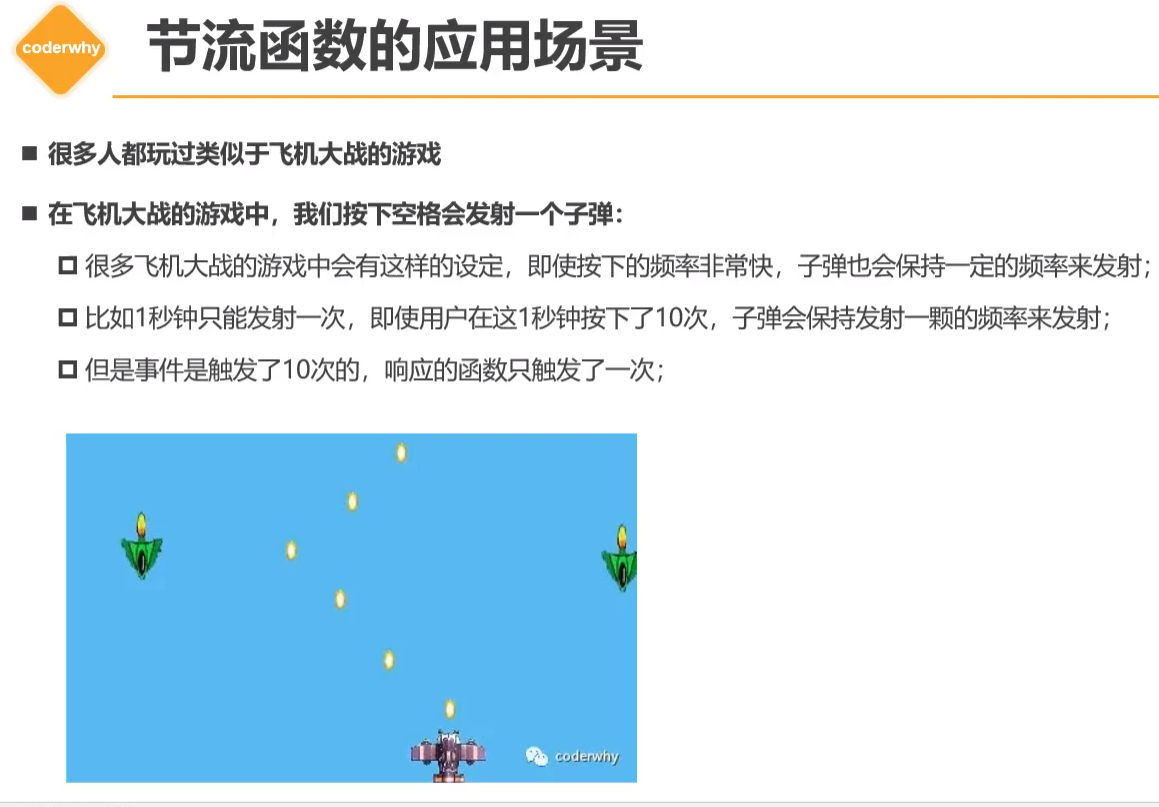 coderwhy
节流函数的应用场景
很多人都玩过类似于飞机大战的游戏
在飞机大战的游戏中，我们按下空格会发射一个子弹：
很多飞机大战的游戏中会有这样的设定，即使按下的频率非常快，子弹也会保持一定的频率来发射；
比如1秒钟只能发射一次，即使用户在这1秒钟按下了10次，子弹会保持发射一颗的频率来发射；
但是事件是触发了10次的，响应的函数只触发了一次；
coderwhy